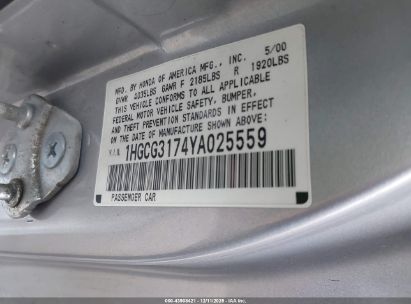 MFD. BY HONDA OF AMERICA MFG., INC. 5/00
GVWR 4035LBS GAWR F 2185LBS R 1920LBS
THIS VEHICLE CONFORMS TO ALL APPLICABLE
FEDERAL MOTOR VEHICLE SAFETY, BUMPER,
AND THEFT PREVENTION STANDARDS IN EFFECT
ON THE DATE OF MANUFACTURE SHOWN ABOVE.
V.I.N. 1HGCG3174YA025559
PASSENGER CAR